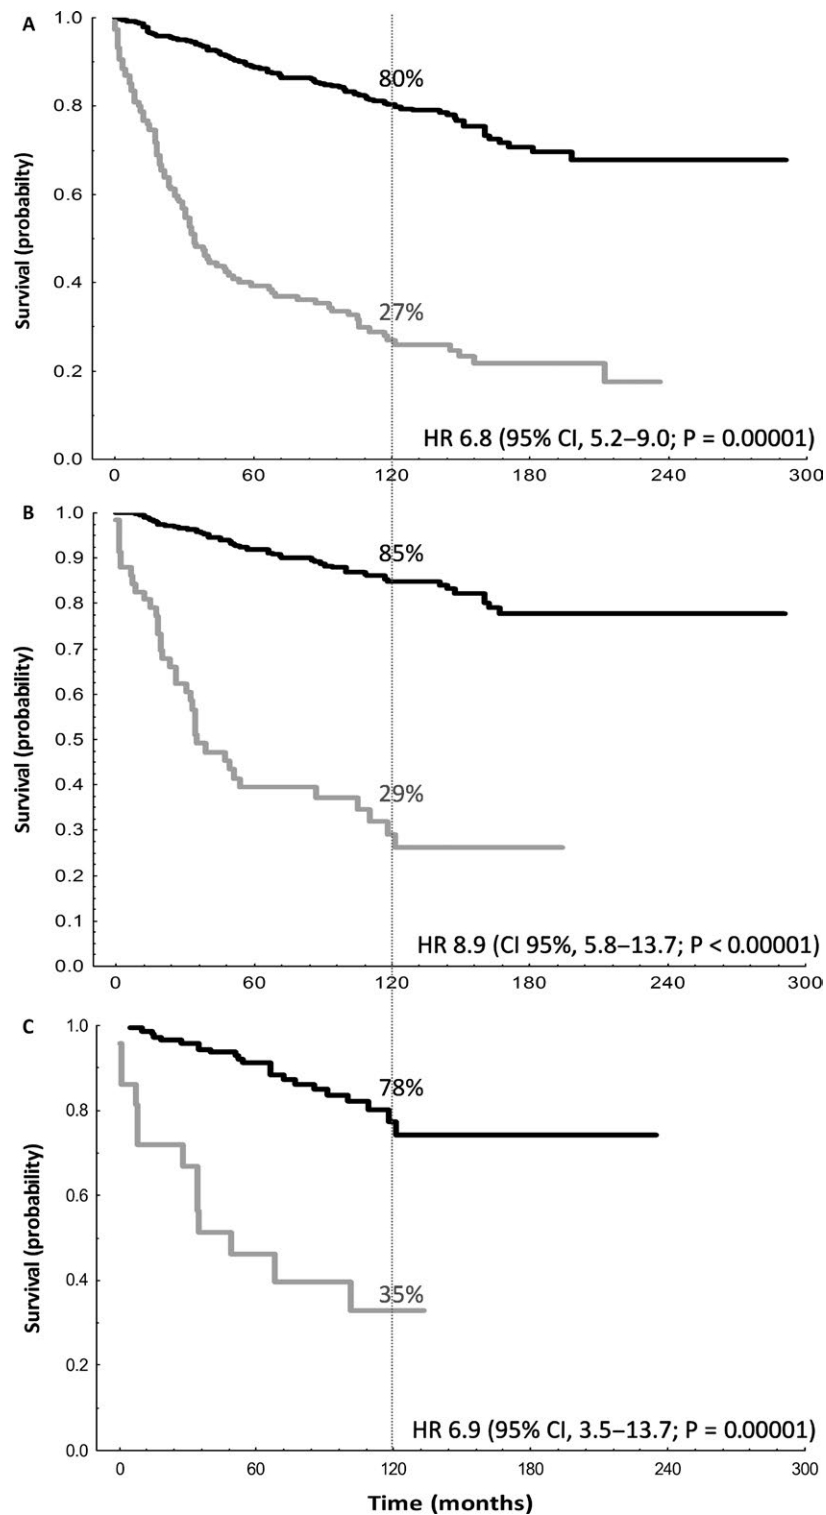 A
1.0
0.8
0.6
0.4
0.2
0.0
Survival (probabilty)
80%
27%
HR 6.8 (95% CI, 5.2–9.0; P = 0.00001)
0 60 120 180 240 300
B
1.0
0.9
0.8
0.7
0.6
0.5
0.4
0.3
0.2
0.1
0.0
Survival (probability)
85%
29%
HR 8.9 (CI 95%, 5.8–13.7; P < 0.00001)
0 60 120 180 240 300
C
1.0
0.8
0.6
0.4
0.2
0.0
Survival (probability)
78%
35%
HR 6.9 (95% CI, 3.5–13.7; P = 0.00001)
0 60 120 180 240 300
Time (months)